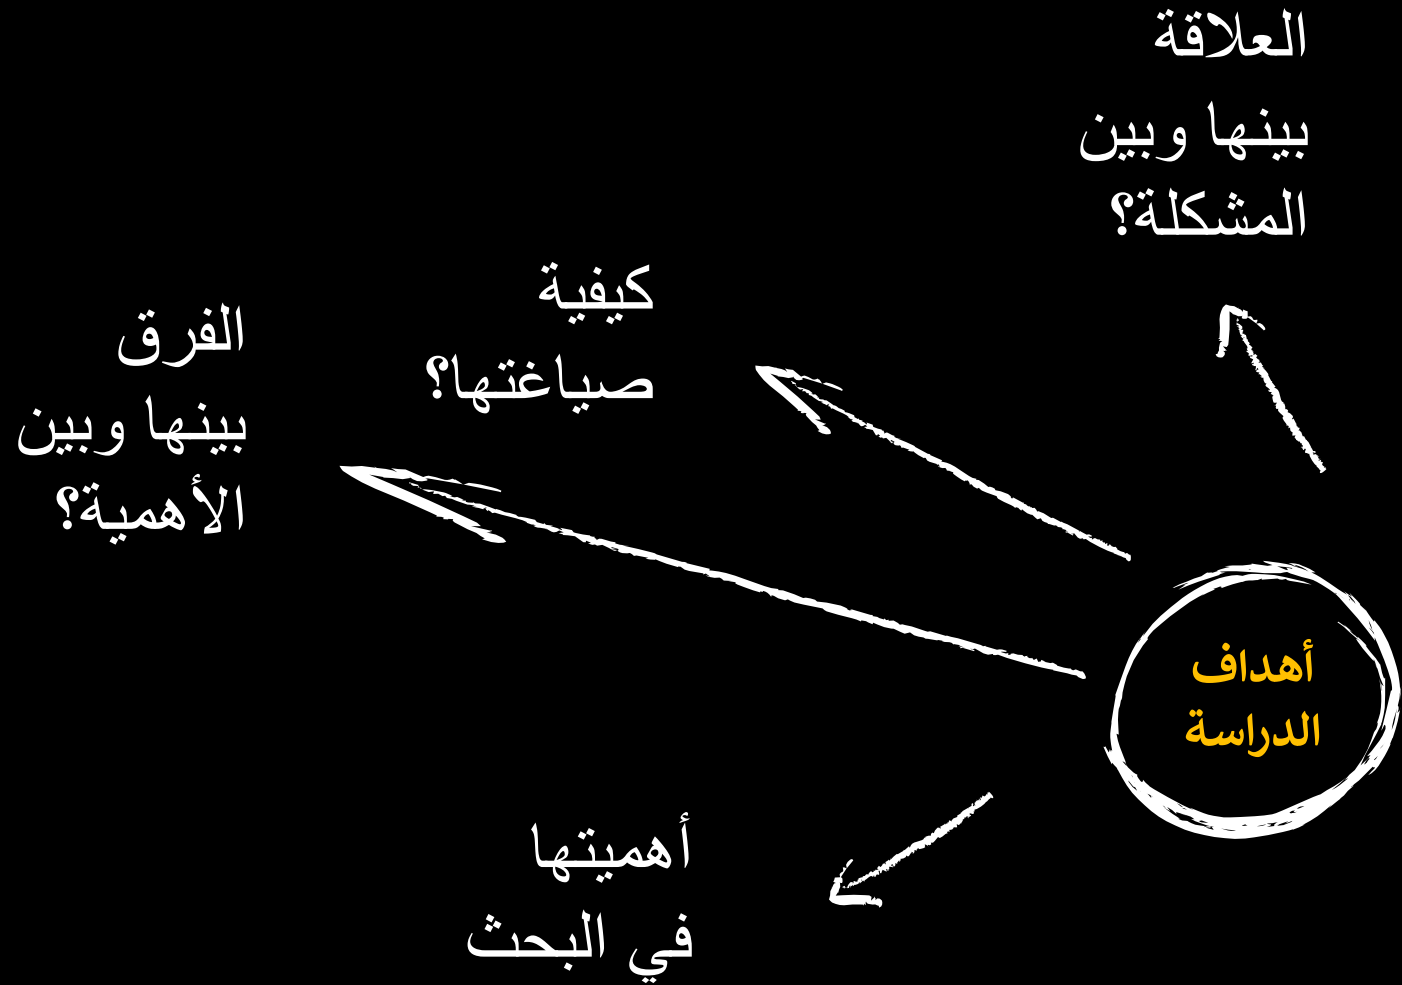 العلاقة
بينها وبين
المشكلة؟
كيفية
صياغتها؟
الفرق
بينها وبين
الأهمية؟
أهداف
الدراسة
أهميتها
في البحث